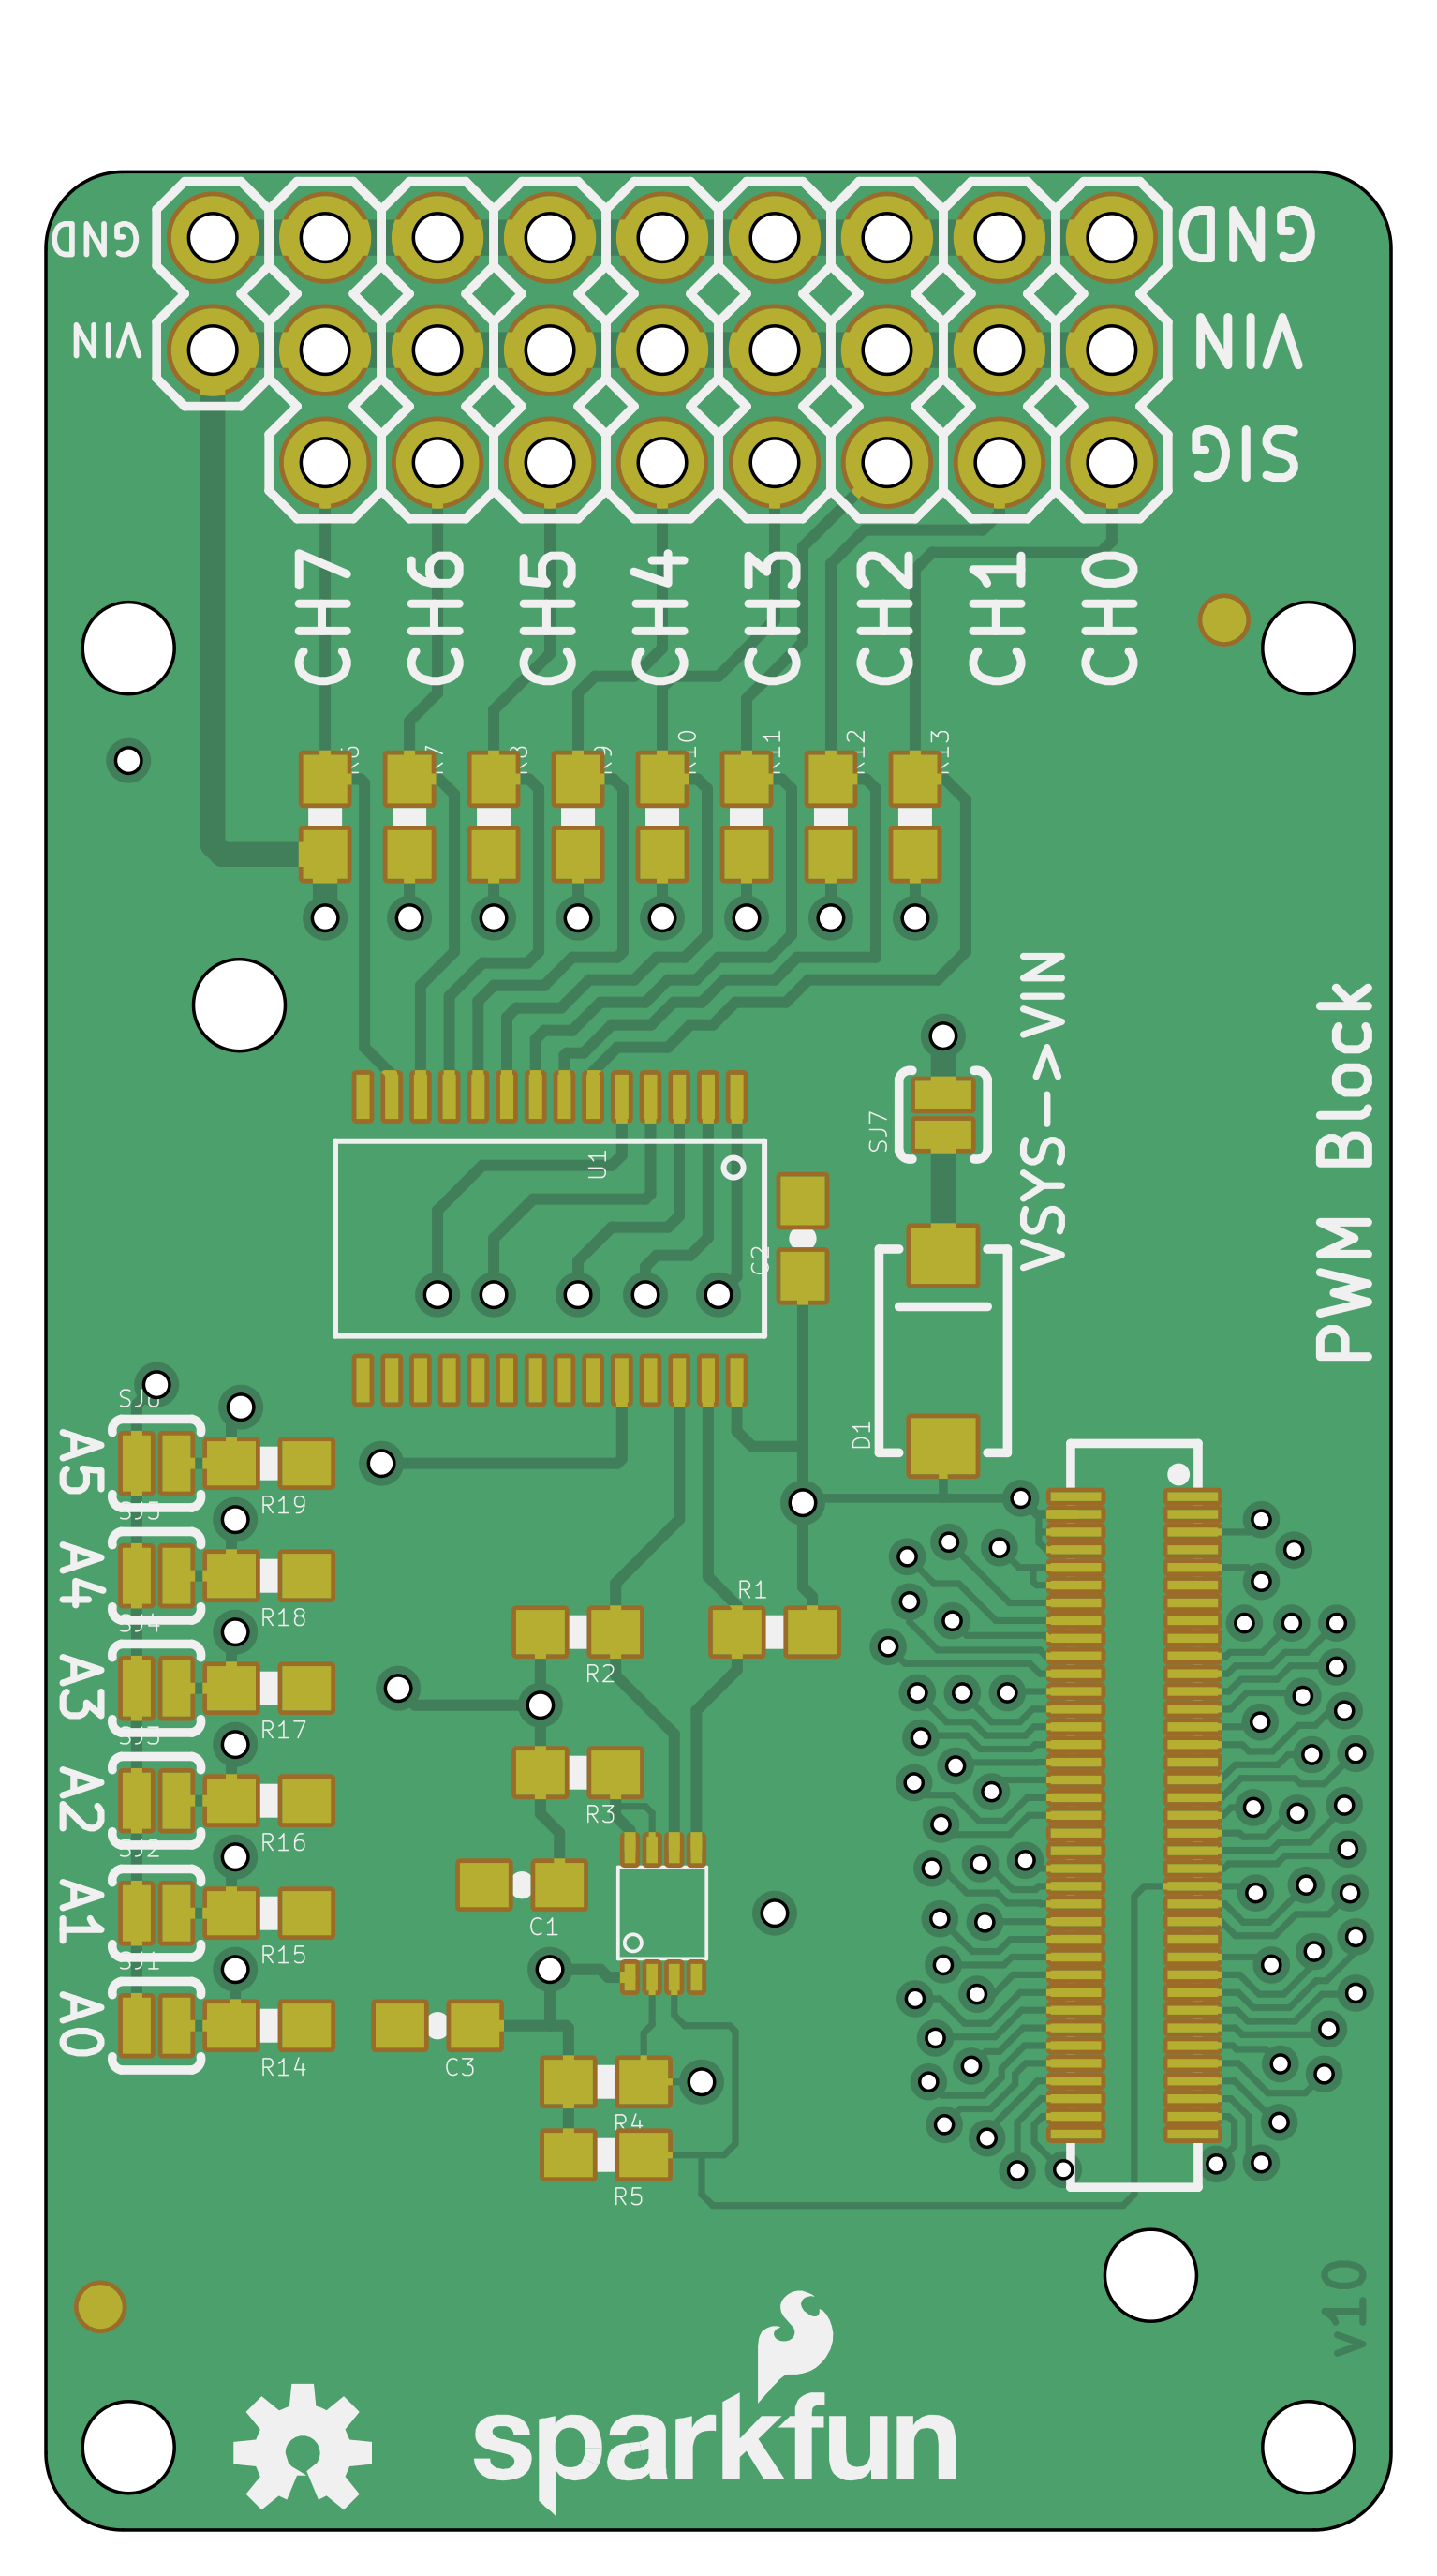 GND
GND
VIN
VIN
SIG
CH7
CH6
CH5
CH4
CH3
CH2
CH1
CH0
R6
R7
R8
R9
R10
R11
R12
R13
VSYS->VIN
PWM Block
SJ7
U1
C2
D1
SJ6
A5
R19
SJ5
A4
R18
SJ4
A3
R17
SJ3
A2
R16
SJ2
A1
R15
SJ1
A0
R14
R1
R2
R3
C1
C3
R4
R5
v10
sparkfun